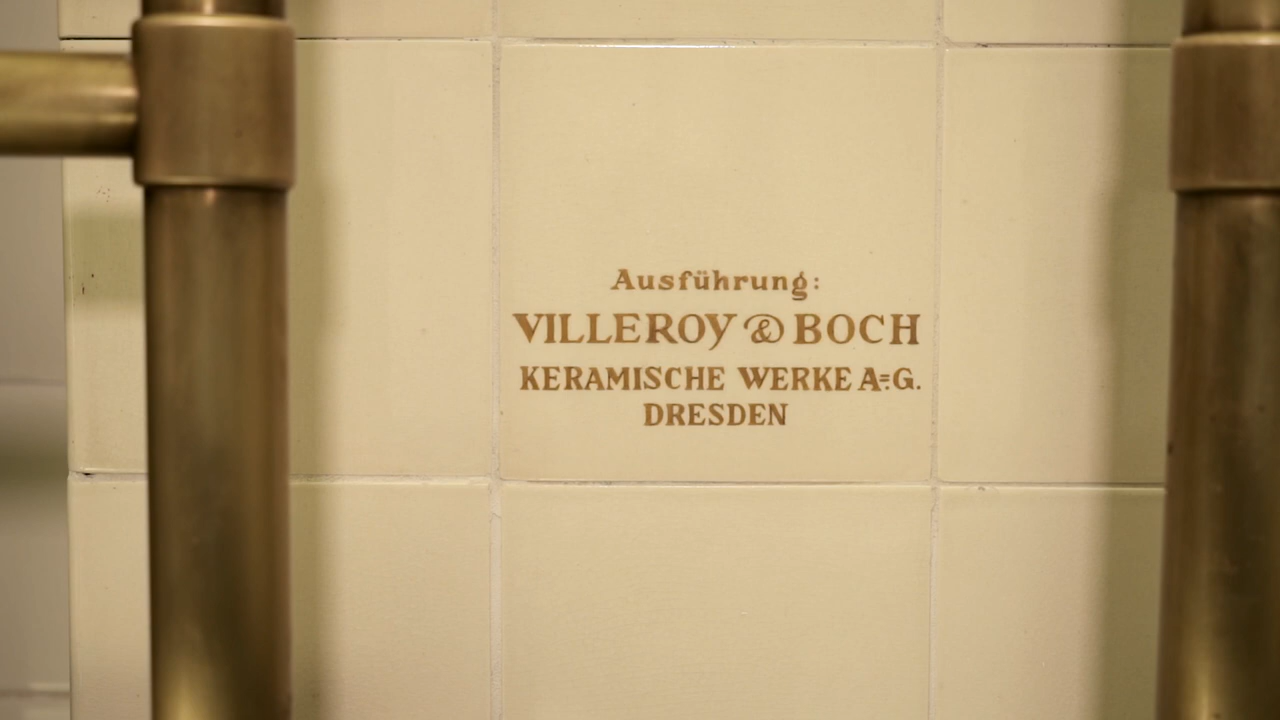 Ausführung:
VILLEROY & BOCH
KERAMISCHE WERKE A=G.
DRESDEN